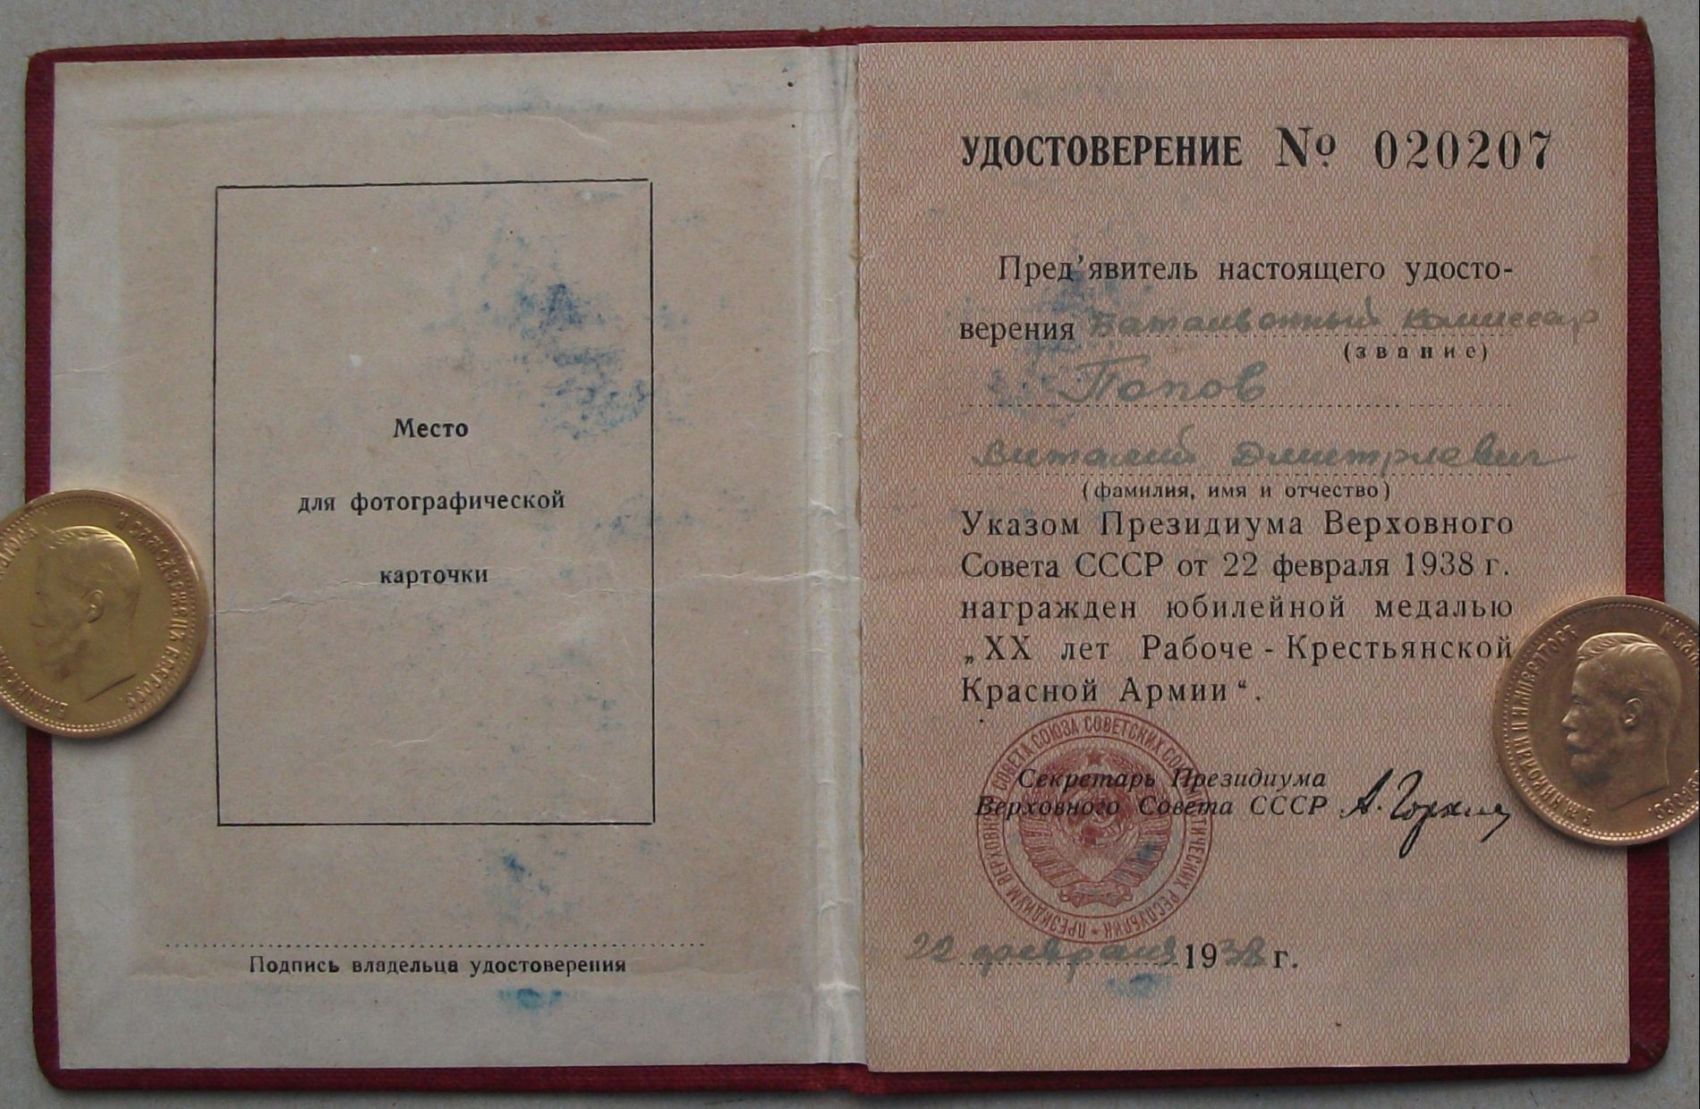 Место
для фотографической
карточки
Подпись владельца удостоверения
УДОСТОВЕРЕНИЕ № 020207
Пред'явитель настоящего удосто-
верения Батальонный Комиссар
(звание)
Попов
Виталий Дмитриевич
(фамилия, имя и отчество)
Указом Президиума Верховного
Совета СССР от 22 февраля 1938 г.
награжден юбилейной медалью
„XX лет Рабоче - Крестьянской
Красной Армии“.
Секретарь Президиума
Верховного Совета СССР А. Горкин
22 февраля 1938 г.